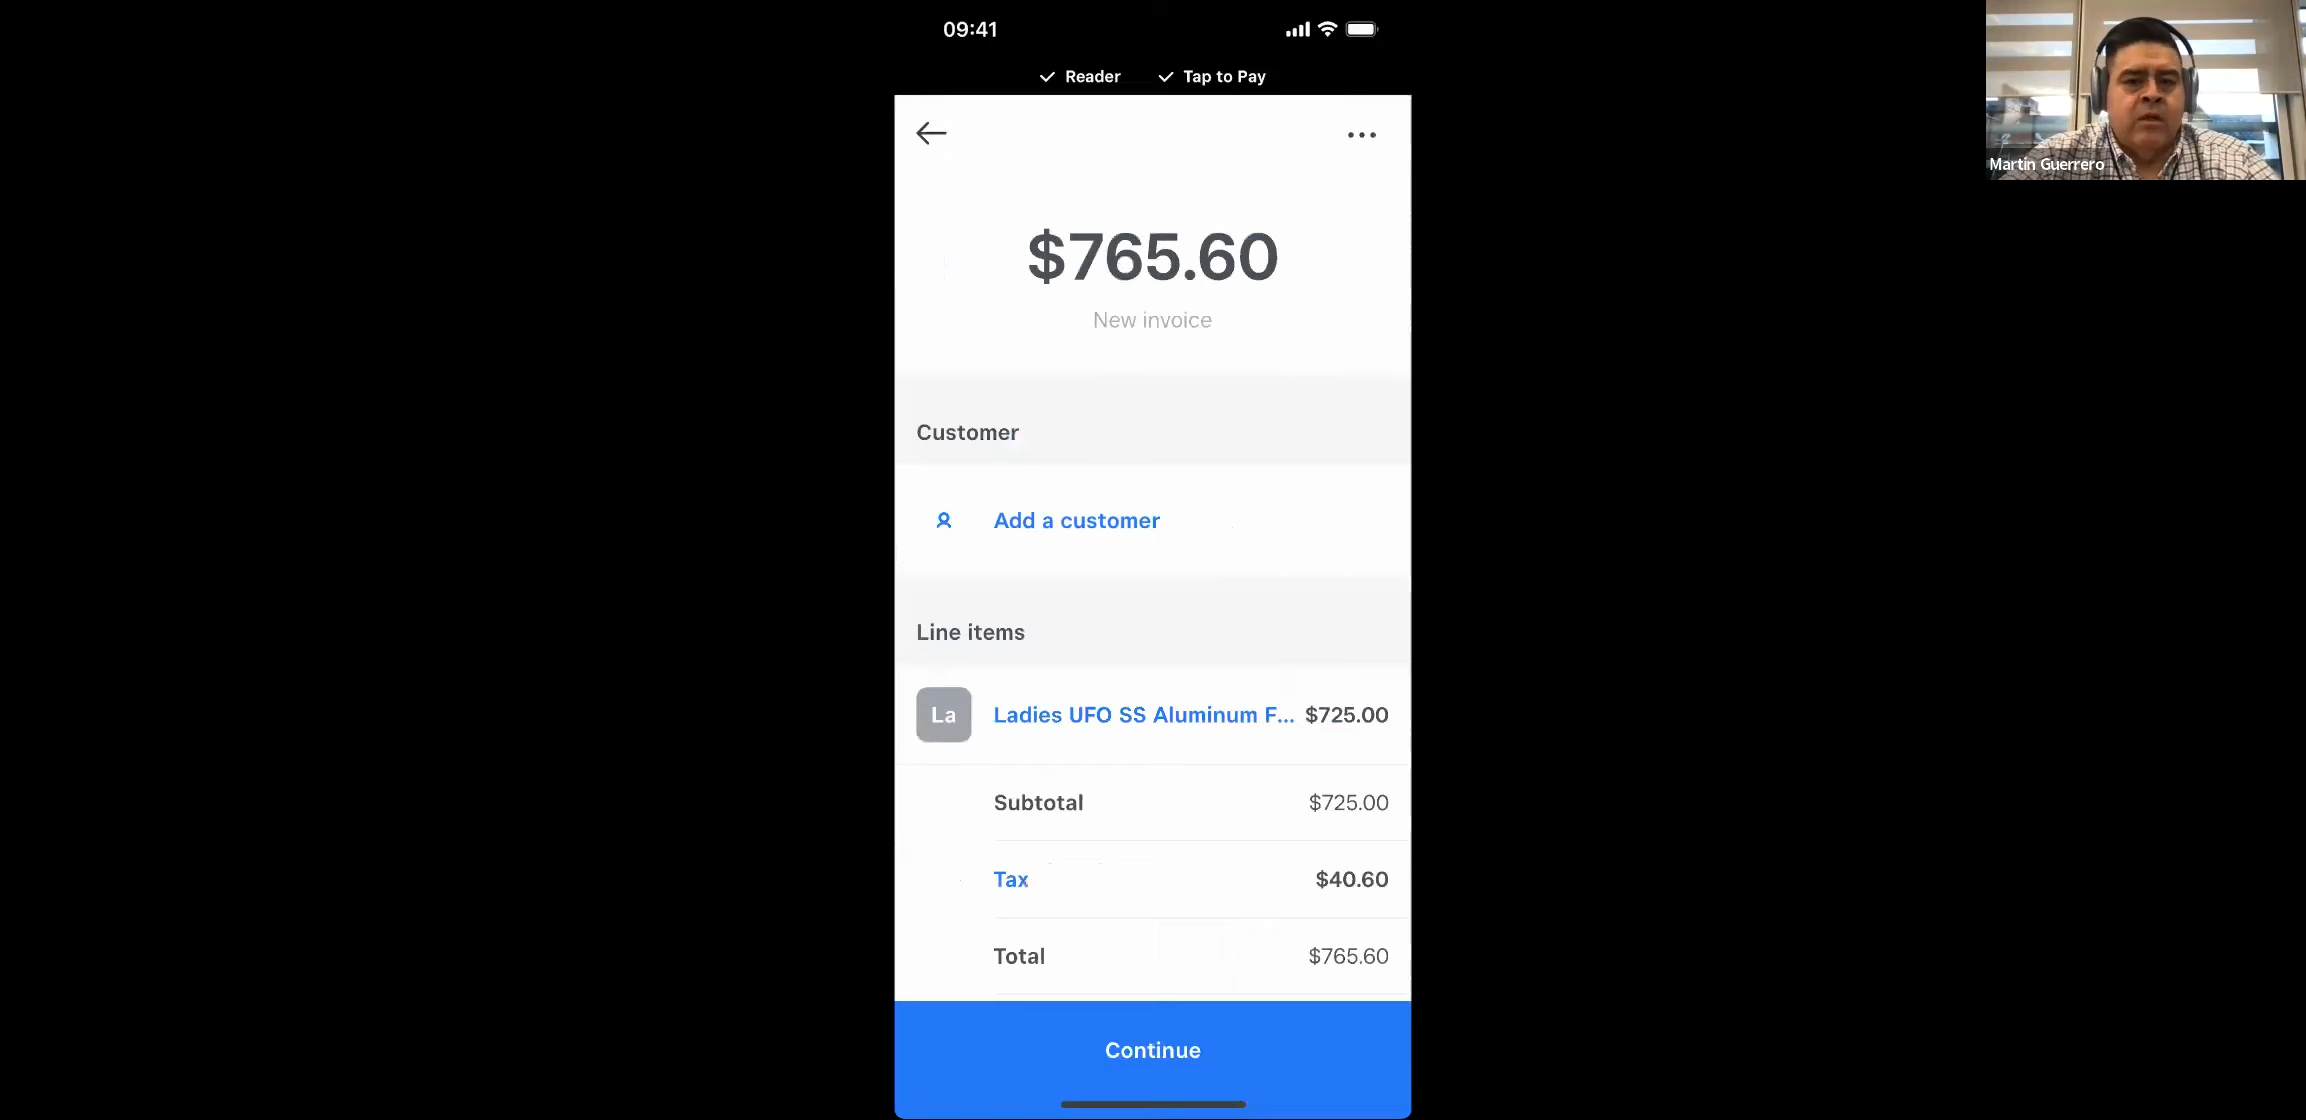 09:41
Reader Tap to Pay
$765.60
New invoice
Customer
Add a customer
Line items
La Ladies UFO SS Aluminum F... $725.00
Subtotal $725.00
Tax $40.60
Total $765.60
Continue
Martin Guerrero